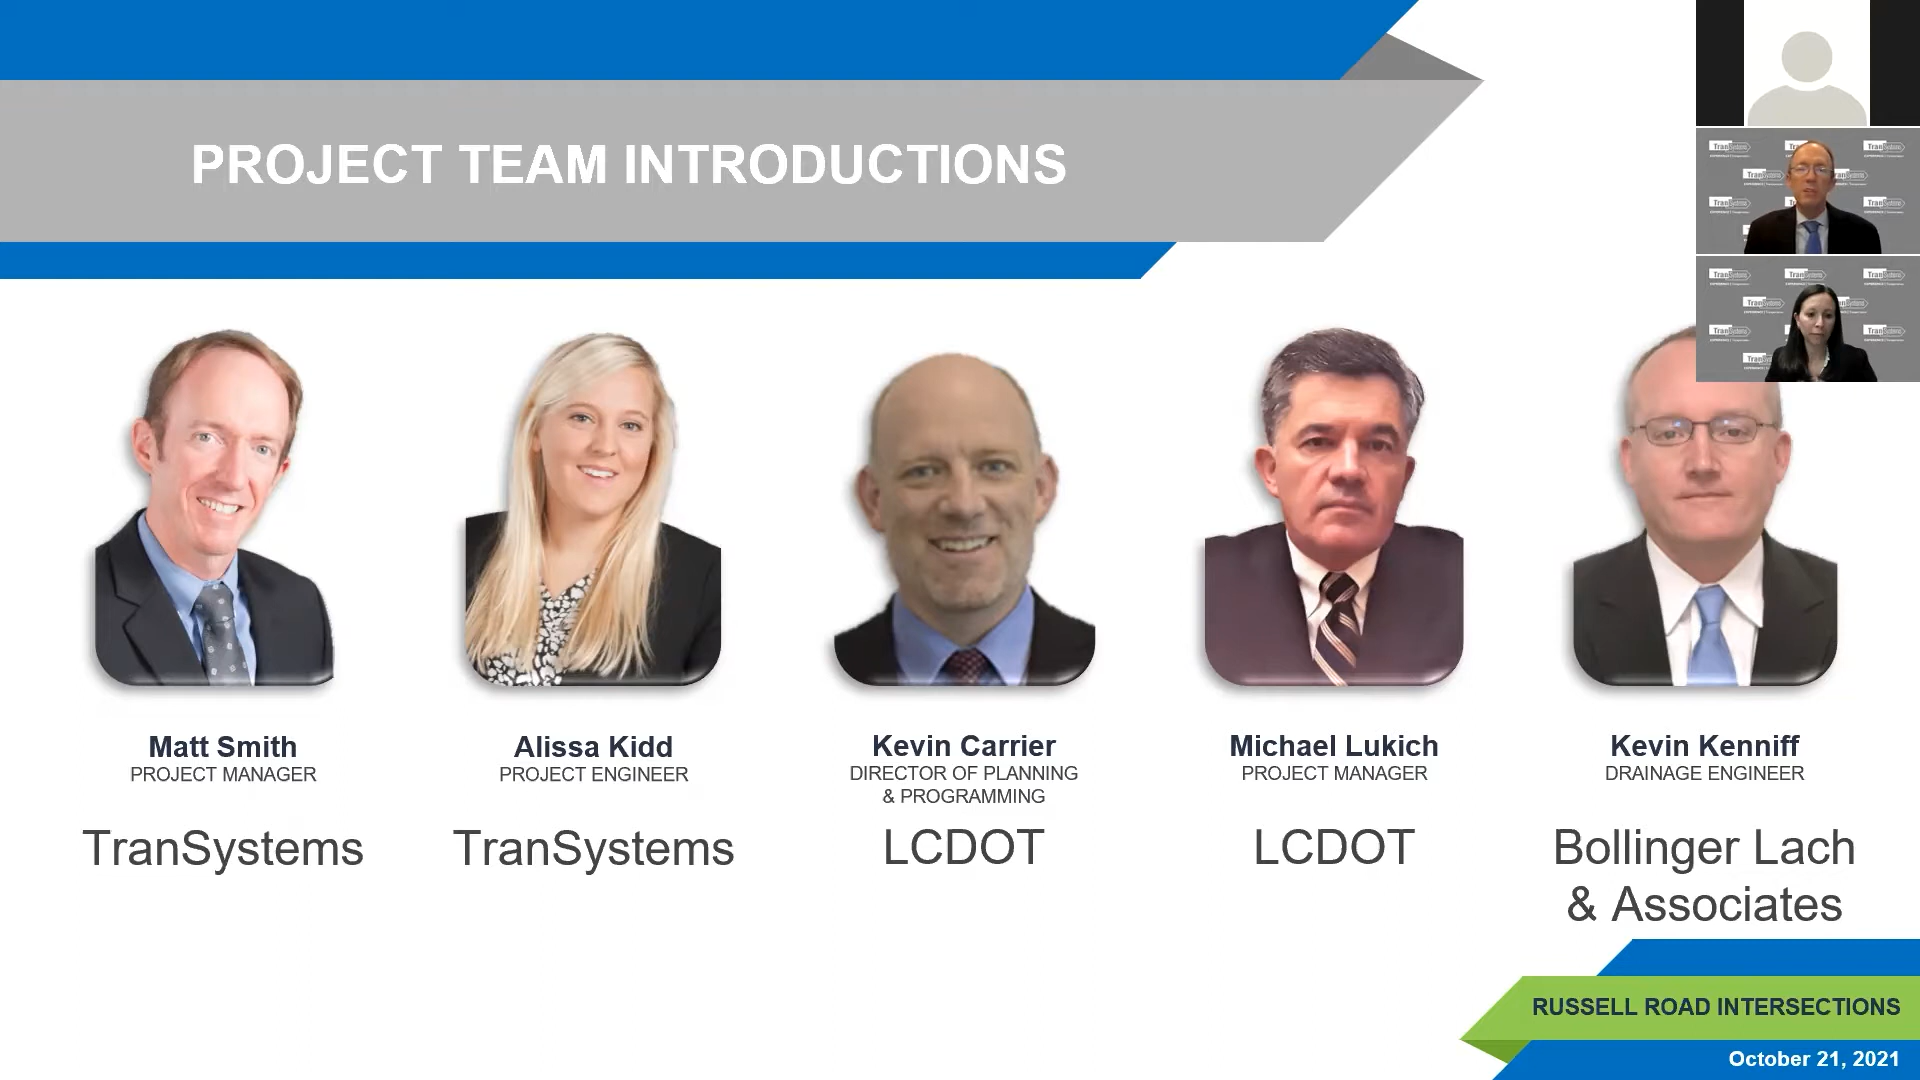 PROJECT TEAM INTRODUCTIONS
TranSystems
TranSystems
Matt Smith
PROJECT MANAGER
TranSystems
Alissa Kidd
PROJECT ENGINEER
TranSystems
Kevin Carrier
DIRECTOR OF PLANNING
& PROGRAMMING
LCDOT
Michael Lukich
PROJECT MANAGER
LCDOT
Kevin Kenniff
DRAINAGE ENGINEER
Bollinger Lach
& Associates
RUSSELL ROAD INTERSECTIONS
October 21, 2021